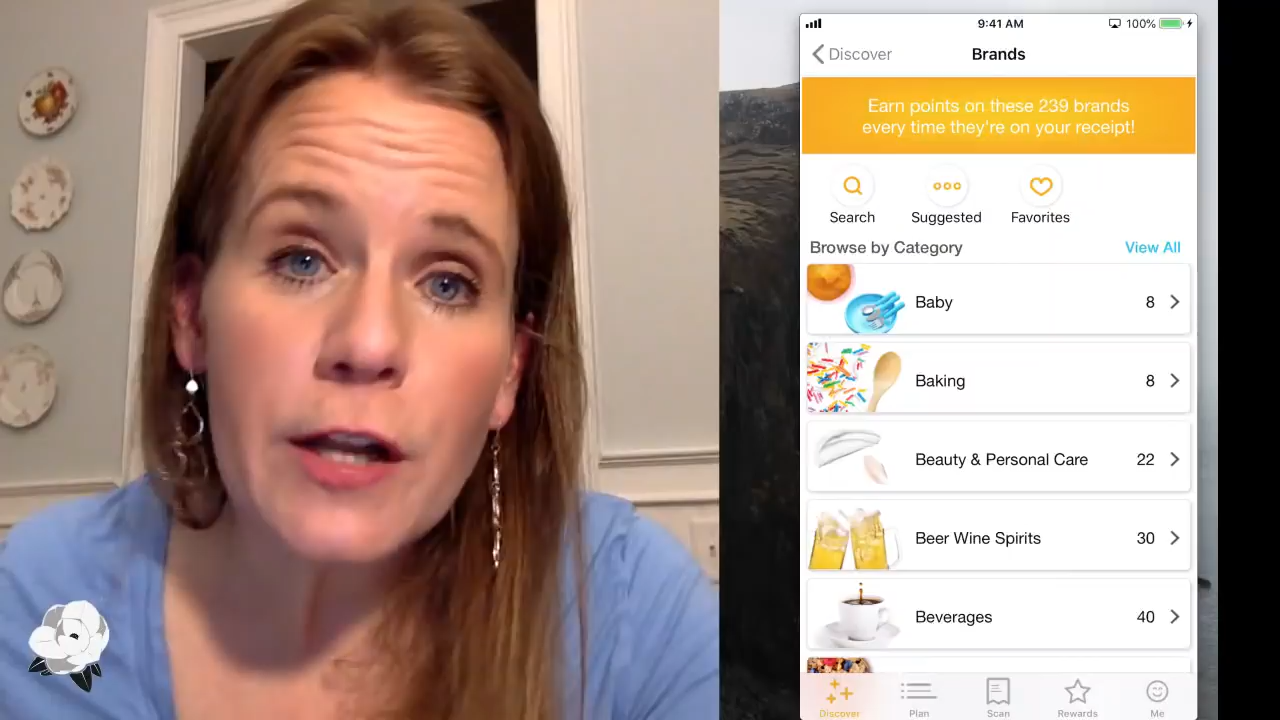 9:41 AM
100%
Discover
Brands
Earn points on these 239 brands
every time they're on your receipt!
Search
Suggested
Favorites
Browse by Category
View All
Baby
8
Baking
8
Beauty & Personal Care
22
Beer Wine Spirits
30
Beverages
40
Discover
Plan
Scan
Rewards
Me